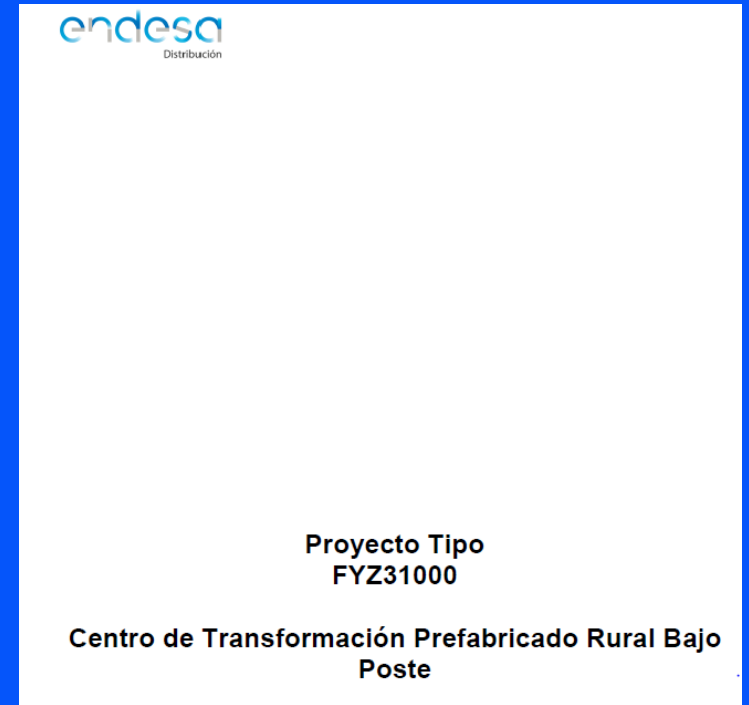 endesa
Distribución
Proyecto Tipo
FYZ31000
Centro de Transformación Prefabricado Rural Bajo
Poste